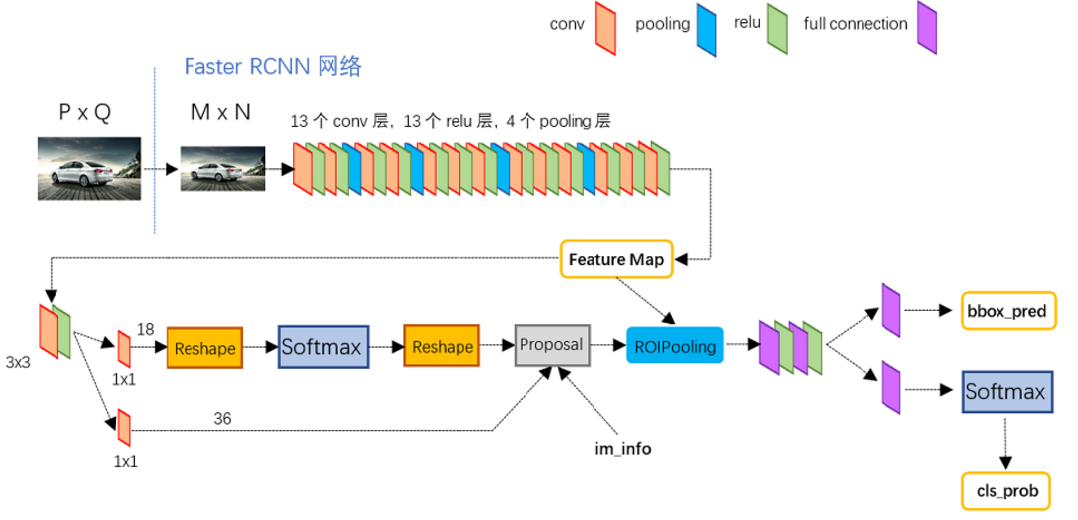 conv
pooling
relu
full connection
Faster RCNN 网络
P x Q
M x N
13 个 conv 层, 13 个 relu 层, 4 个 pooling 层
Feature Map
3x3
1x1
18
Reshape
Softmax
Reshape
Proposal
ROIPooling
bbox_pred
Softmax
1x1
36
im_info
cls_prob